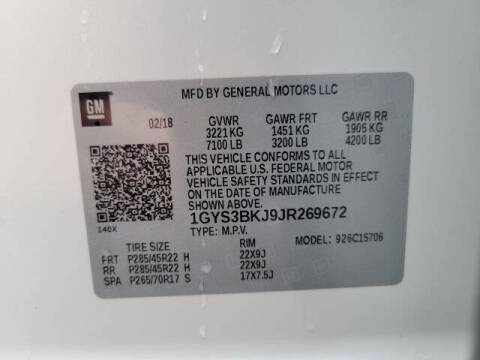 GM
MFD BY GENERAL MOTORS LLC
02/18 GVWR GAWR FRT GAWR RR
3221 KG 1451 KG 1905 KG
7100 LB 3200 LB 4200 LB
THIS VEHICLE CONFORMS TO ALL
APPLICABLE U.S. FEDERAL MOTOR
VEHICLE SAFETY STANDARDS IN EFFECT
ON THE DATE OF MANUFACTURE
SHOWN ABOVE.
1GYS3BKJ9JR269672
TYPE: M.P.V. MODEL: 926C15706
140X
TIRE SIZE RIM
FRT P285/45R22 H 22X9J
RR P285/45R22 H 22X9J
SPA P265/70R17 S 17X7.5J